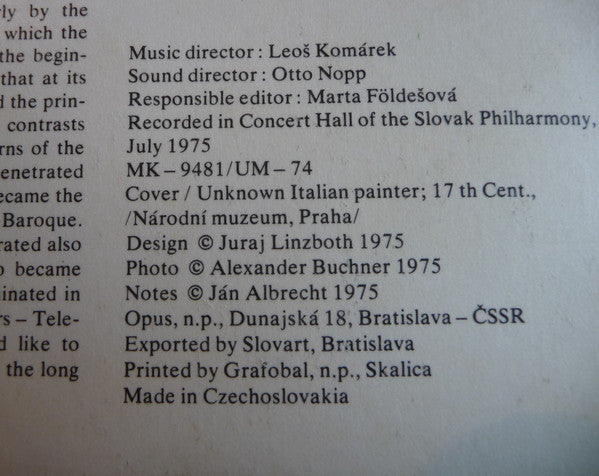 rly by the
which the
the begin-
that at its
d the prin-
contrasts
rns of the
enetrated
ecame the
Baroque.
rated also
o became
inated in
rs – Tele-
d like to
the long
Music director : Leoš Komárek
Sound director : Otto Nopp
Responsible editor : Marta Földešová
Recorded in Concert Hall of the Slovak Philharmony,
July 1975
MK – 9481/UM – 74
Cover / Unknown Italian painter; 17 th Cent.,
/Národní muzeum, Praha/
Design © Juraj Linzboth 1975
Photo © Alexander Buchner 1975
Notes © Ján Albrecht 1975
Opus, n.p., Dunajská 18, Bratislava – ČSSR
Exported by Slovart, Bratislava
Printed by Grafobal, n.p., Skalica
Made in Czechoslovakia